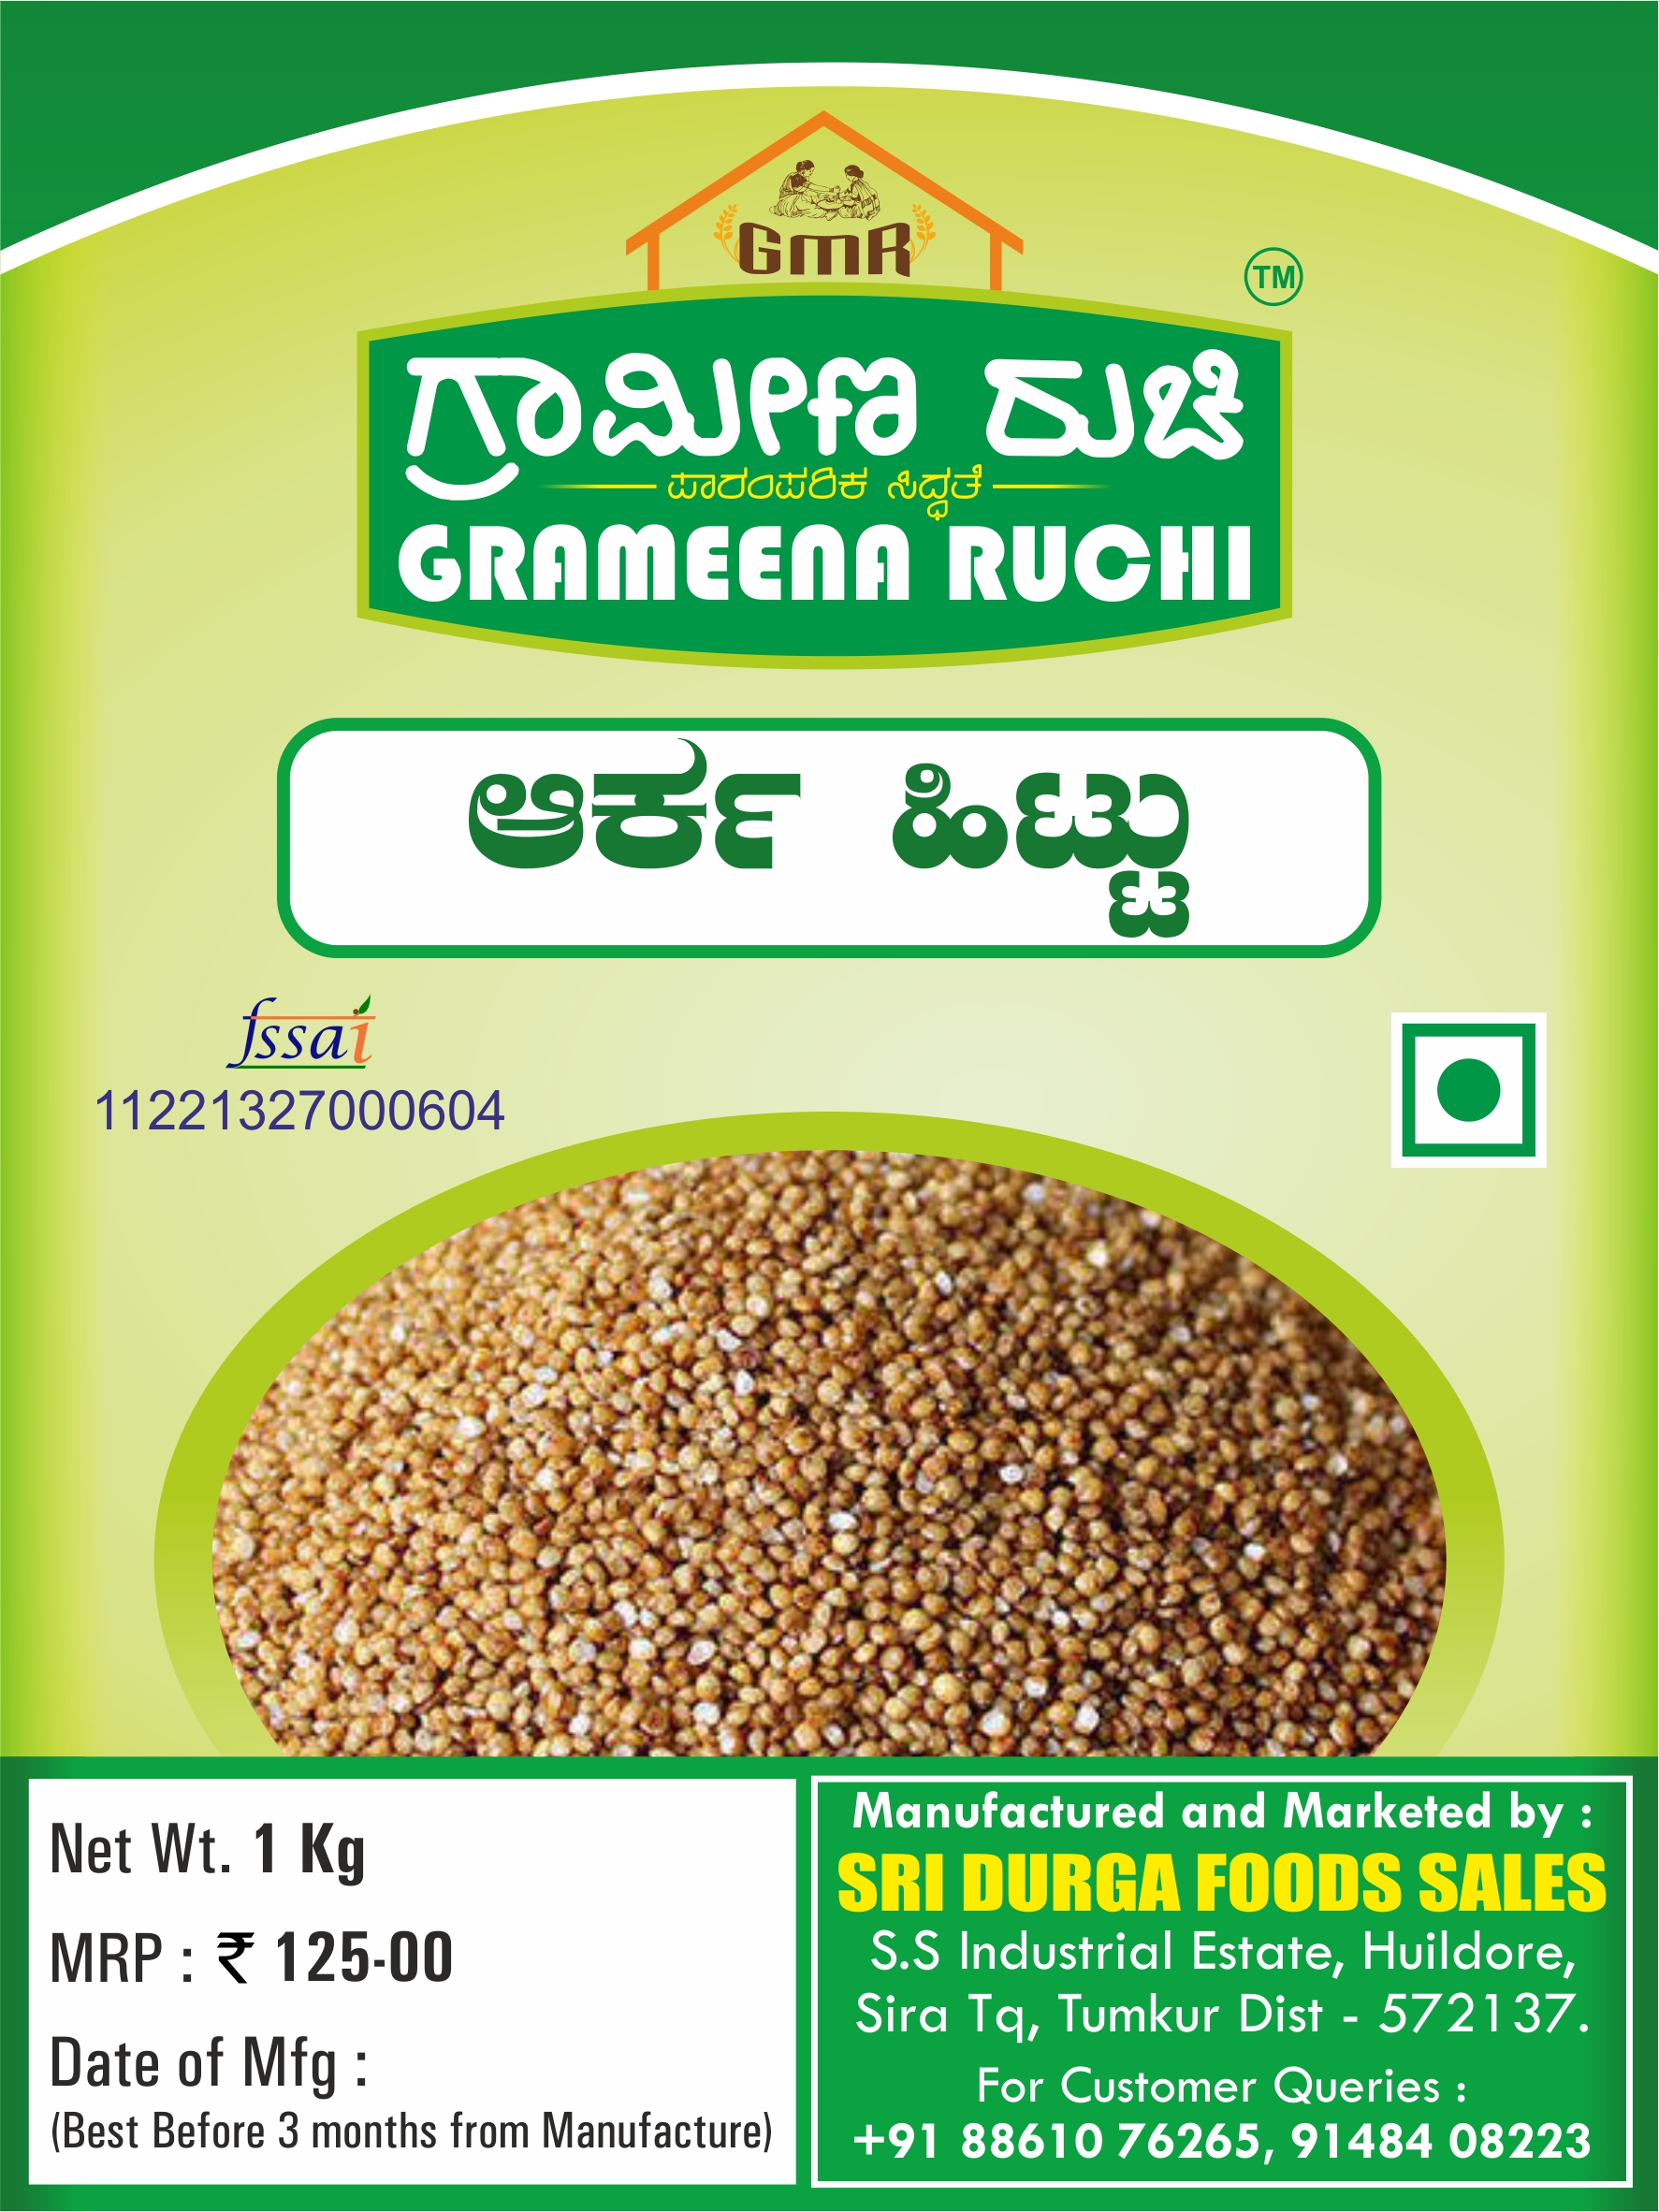 GMR
TM
ಗ್ರಾಮೀಣ ರುಚಿ
ಪಾರಂಪರಿಕ ಸಿದ್ಧತೆ
GRAMEENA RUCHI
ಆರ್ಕ ಹಿಟ್ಟು
fssai
11221327000604
Net Wt. 1 Kg
MRP : ₹ 125-00
Date of Mfg :
(Best Before 3 months from Manufacture)
Manufactured and Marketed by :
SRI DURGA FOODS SALES
S.S Industrial Estate, Huildore,
Sira Tq, Tumkur Dist - 572137.
For Customer Queries :
+91 88610 76265, 91484 08223